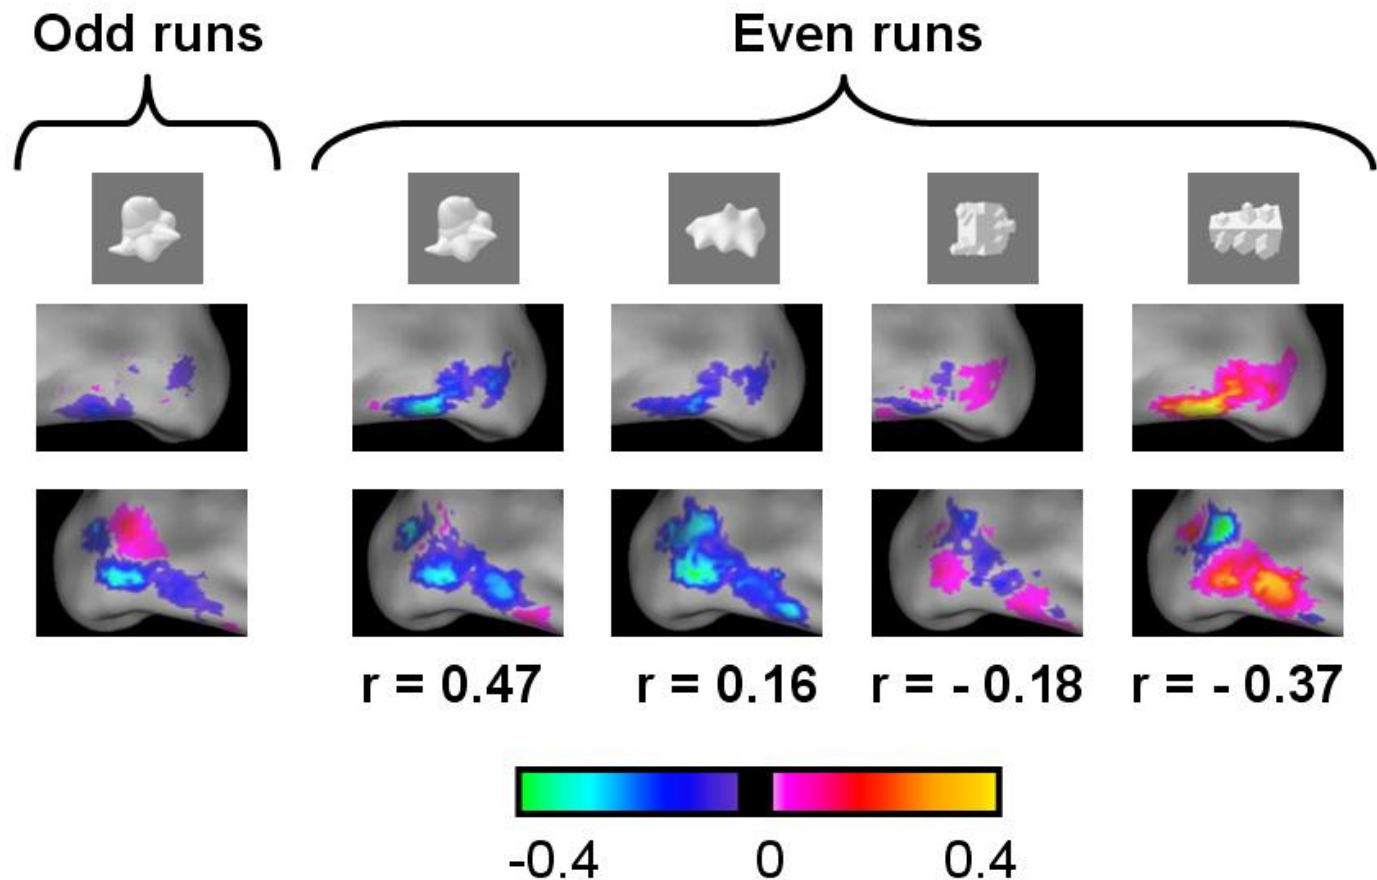 Odd runs
Even runs
r = 0.47
r = 0.16
r = - 0.18
r = - 0.37
-0.4
0
0.4